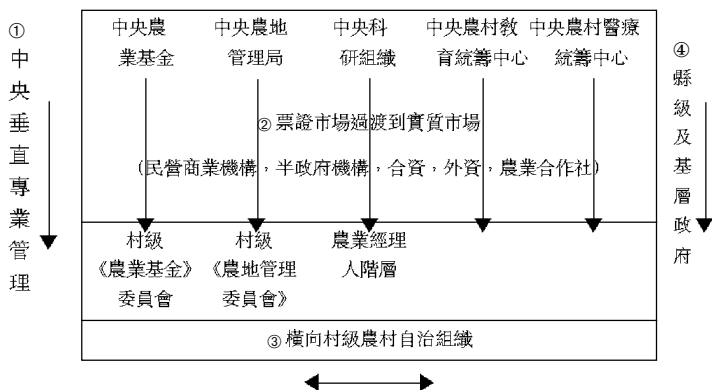 ①中央垂直專業管理
中央農業基金
中央農地管理局
中央科研組織
中央農村教育統籌中心
中央農村醫療統籌中心
② 票證市場過渡到實質市場
(民營商業機構，半政府機構，合資，外資，農業合作社)
村級《農業基金》委員會
村級《農地管理委員會》
農業經理人階層
③ 橫向村級農村自治組織
④縣級及基層政府